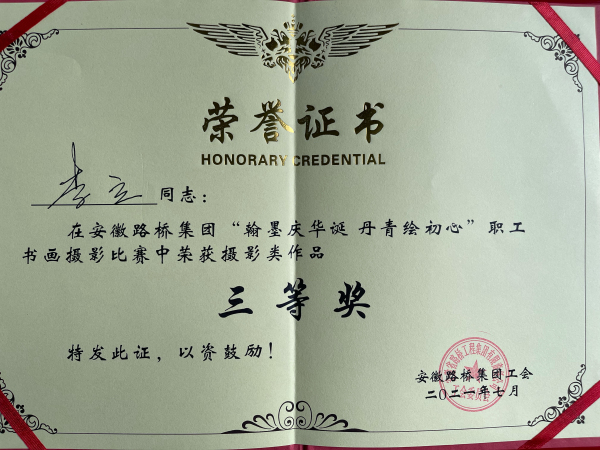 荣誉证书
HONORARY CREDENTIAL
李立 同志：
在安徽路桥集团“翰墨庆华诞 丹青绘初心”职工
书画摄影比赛中荣获摄影类作品
三等奖
特发此证，以资鼓励！
安徽路桥集团工会
二〇二一年七月